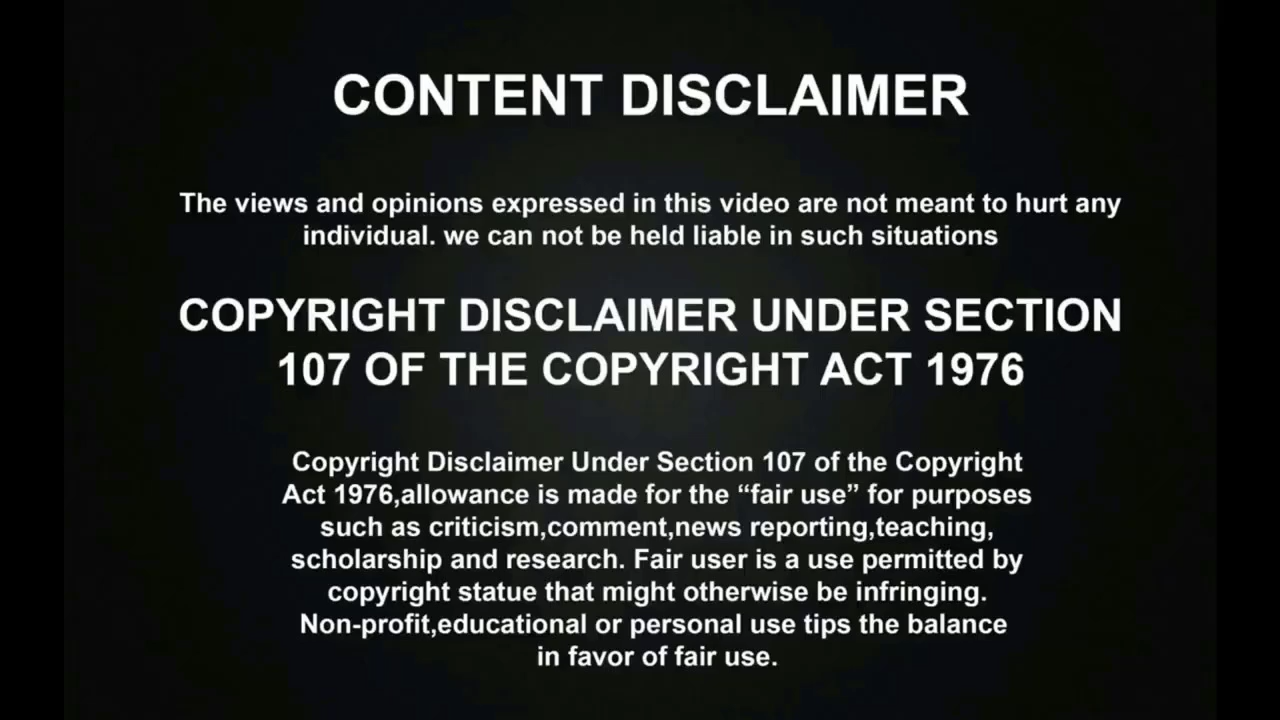 CONTENT DISCLAIMER
The views and opinions expressed in this video are not meant to hurt any
individual. we can not be held liable in such situations
COPYRIGHT DISCLAIMER UNDER SECTION
107 OF THE COPYRIGHT ACT 1976
Copyright Disclaimer Under Section 107 of the Copyright
Act 1976,allowance is made for the “fair use” for purposes
such as criticism,comment,news reporting,teaching,
scholarship and research. Fair user is a use permitted by
copyright statue that might otherwise be infringing.
Non-profit,educational or personal use tips the balance
in favor of fair use.